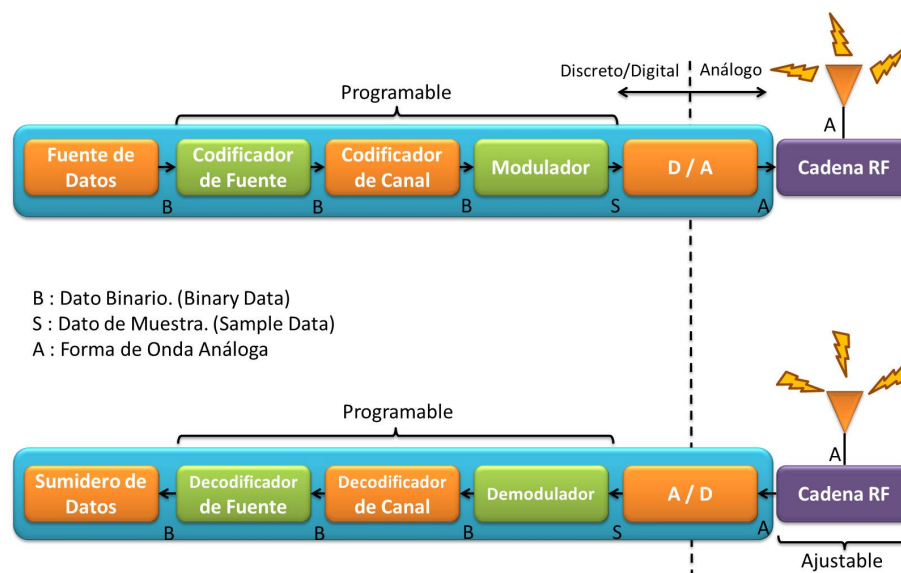 Discreto/Digital
Análogo
Programable
A
Fuente de
Datos
Codificador
de Fuente
Codificador
de Canal
Modulador
D / A
Cadena RF
B
B
B
S
A
B : Dato Binario. (Binary Data)
S : Dato de Muestra. (Sample Data)
A : Forma de Onda Análoga
Programable
A
Sumidero de
Datos
Decodificador
de Fuente
Decodificador
de Canal
Demodulador
A / D
Cadena RF
B
B
B
S
A
Ajustable